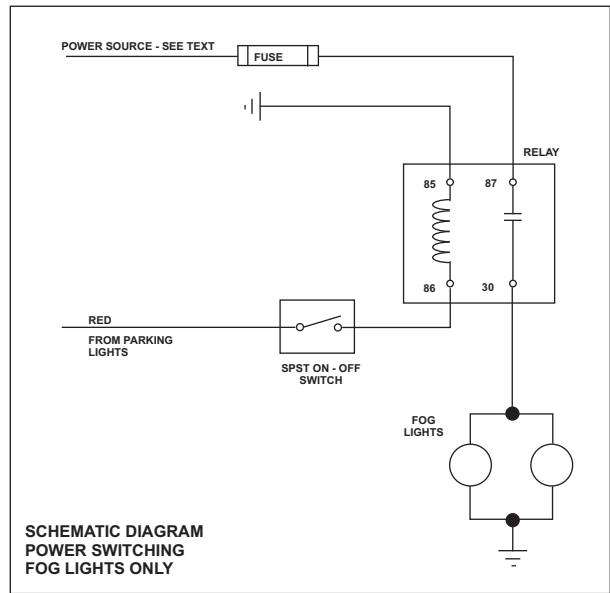 POWER SOURCE - SEE TEXT
FUSE
RELAY
85
87
86
30
RED
FROM PARKING
LIGHTS
SPST ON - OFF
SWITCH
FOG
LIGHTS
SCHEMATIC DIAGRAM
POWER SWITCHING
FOG LIGHTS ONLY